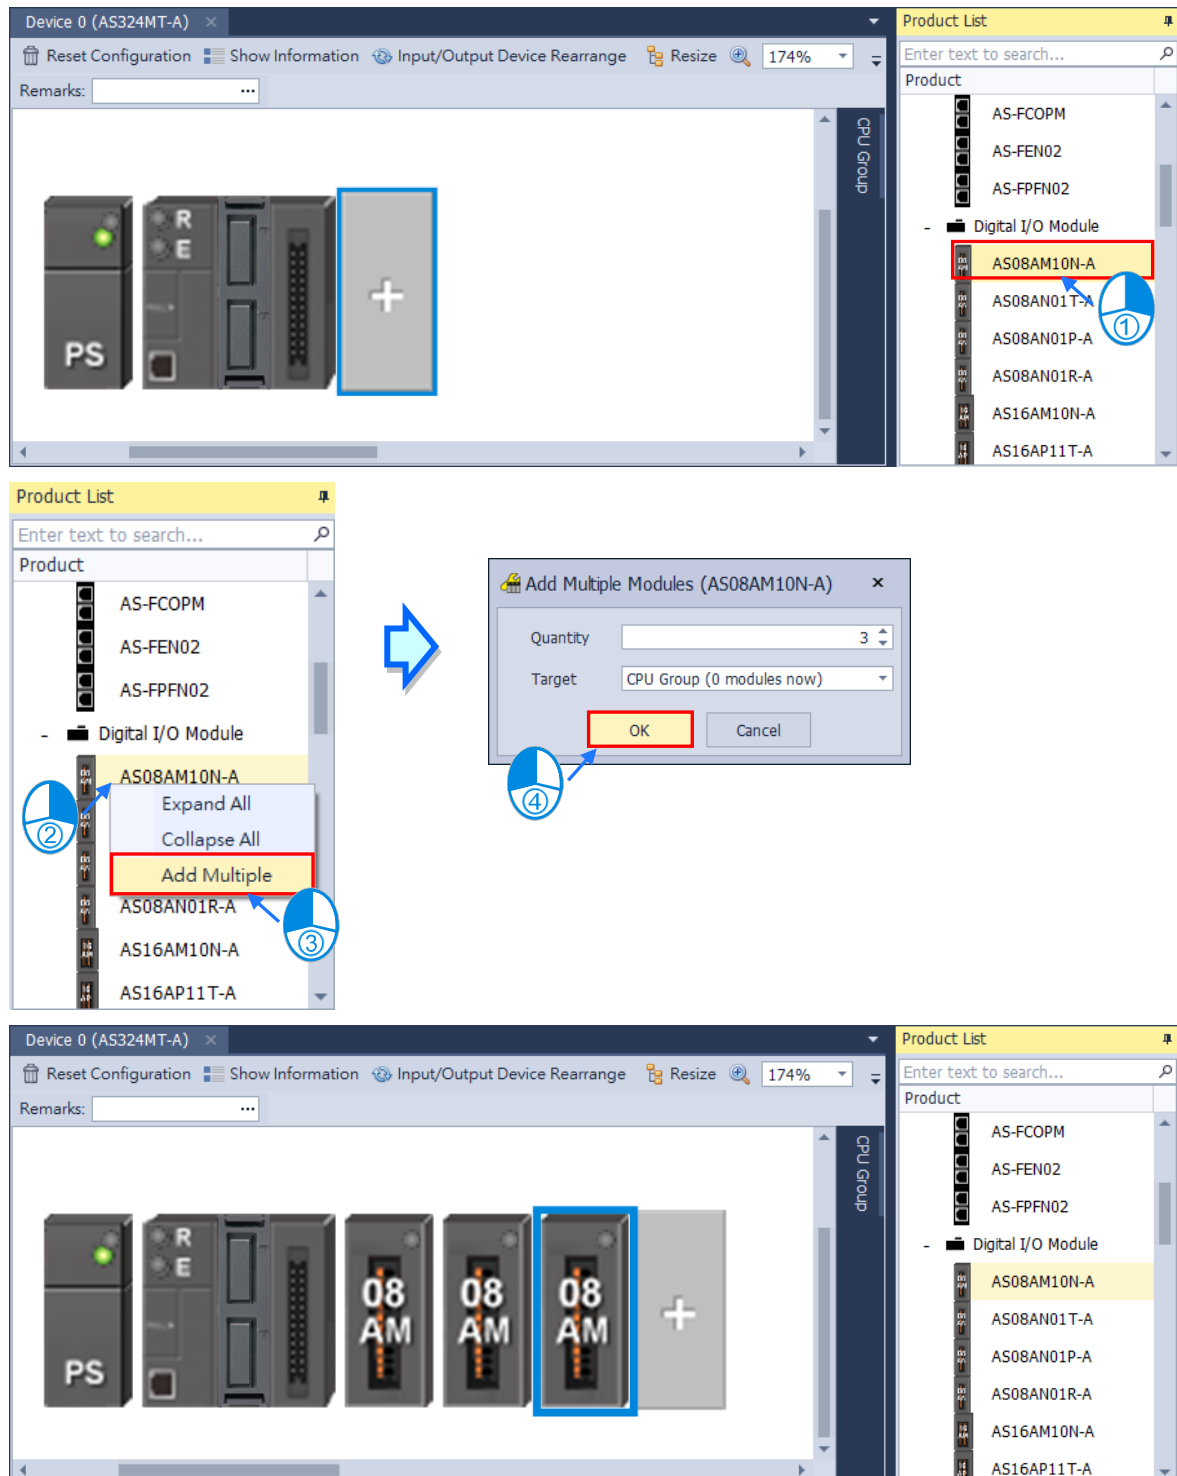 Device 0 (AS324MT-A) ×
Reset Configuration Show Information Input/Output Device Rearrange Resize 174%
Remarks: ...
CPU Group
R
E
PS
+
Product List
Enter text to search...
Product
AS-FCOPM
AS-FEN02
AS-FPFN02
- Digital I/O Module
AS08AM10N-A
AS08AN01T-A
①
AS08AN01P-A
AS08AN01R-A
AS16AM10N-A
AS16AP11T-A
Product List
Enter text to search...
Product
AS-FCOPM
AS-FEN02
AS-FPFN02
- Digital I/O Module
AS08AM10N-A
②
Expand All
Collapse All
Add Multiple
AS08AN01R-A
③
AS16AM10N-A
AS16AP11T-A
Add Multiple Modules (AS08AM10N-A) ×
Quantity 3
Target CPU Group (0 modules now)
OK Cancel
④
Device 0 (AS324MT-A) ×
Reset Configuration Show Information Input/Output Device Rearrange Resize 174%
Remarks: ...
CPU Group
R
E
PS
08
AM
08
AM
08
AM
+
Product List
Enter text to search...
Product
AS-FCOPM
AS-FEN02
AS-FPFN02
- Digital I/O Module
AS08AM10N-A
AS08AN01T-A
AS08AN01P-A
AS08AN01R-A
AS16AM10N-A
AS16AP11T-A